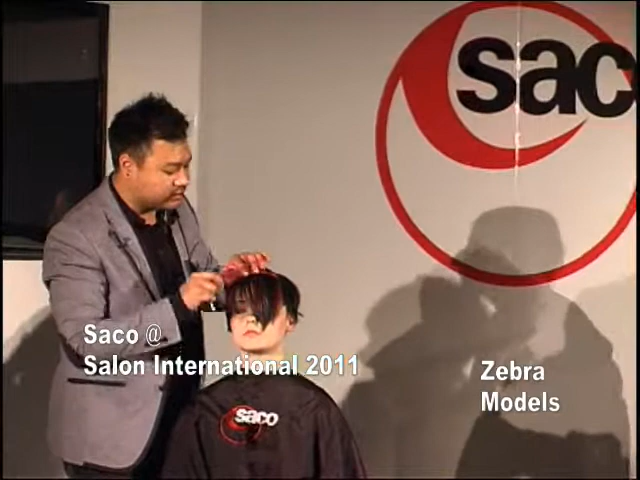 saco
Saco @
Salon International 2011
Zebra
Models
saco